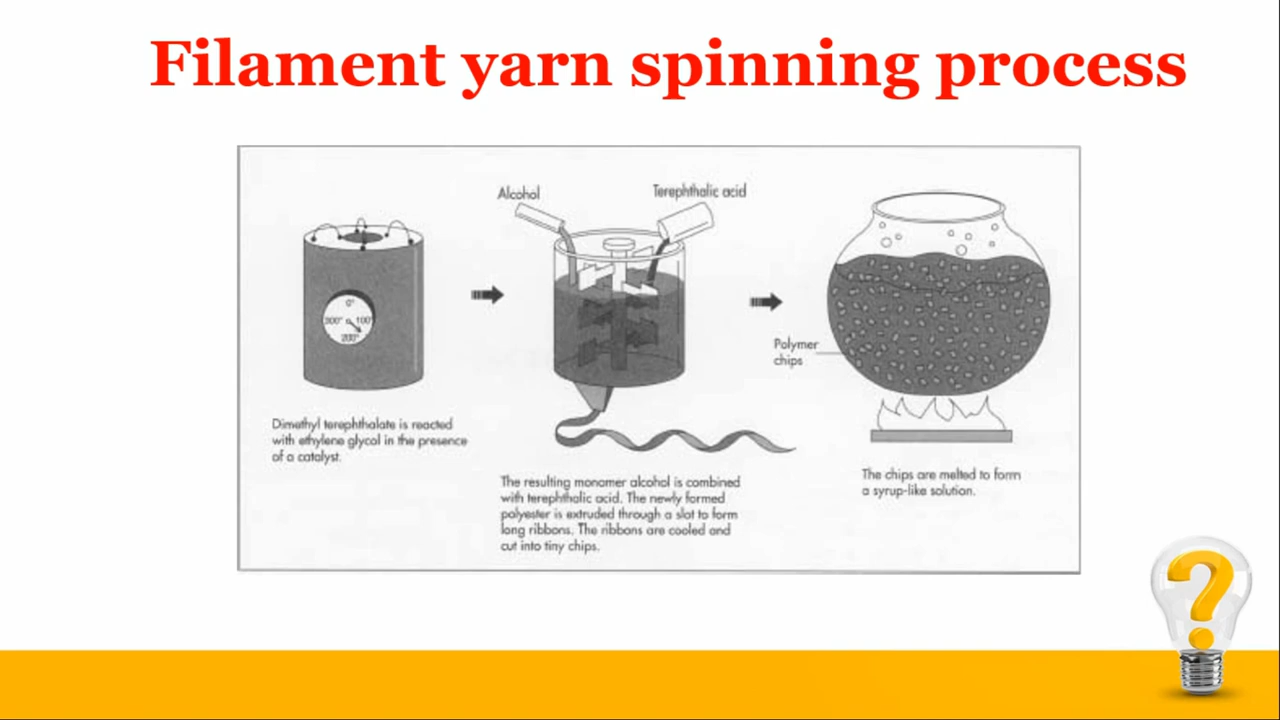 Filament yarn spinning process
Alcohol
Terephthalic acid
0°
300°
100°
200°
Polymer
chips
Dimethyl terephthalate is reacted
with ethylene glycol in the presence
of a catalyst.
The resulting monomer alcohol is combined
with terephtholic acid. The newly formed
polyester is extruded through a slot to form
long ribbons. The ribbons are cooled and
cut into tiny chips.
The chips are melted to form
a syrup-like solution.
?